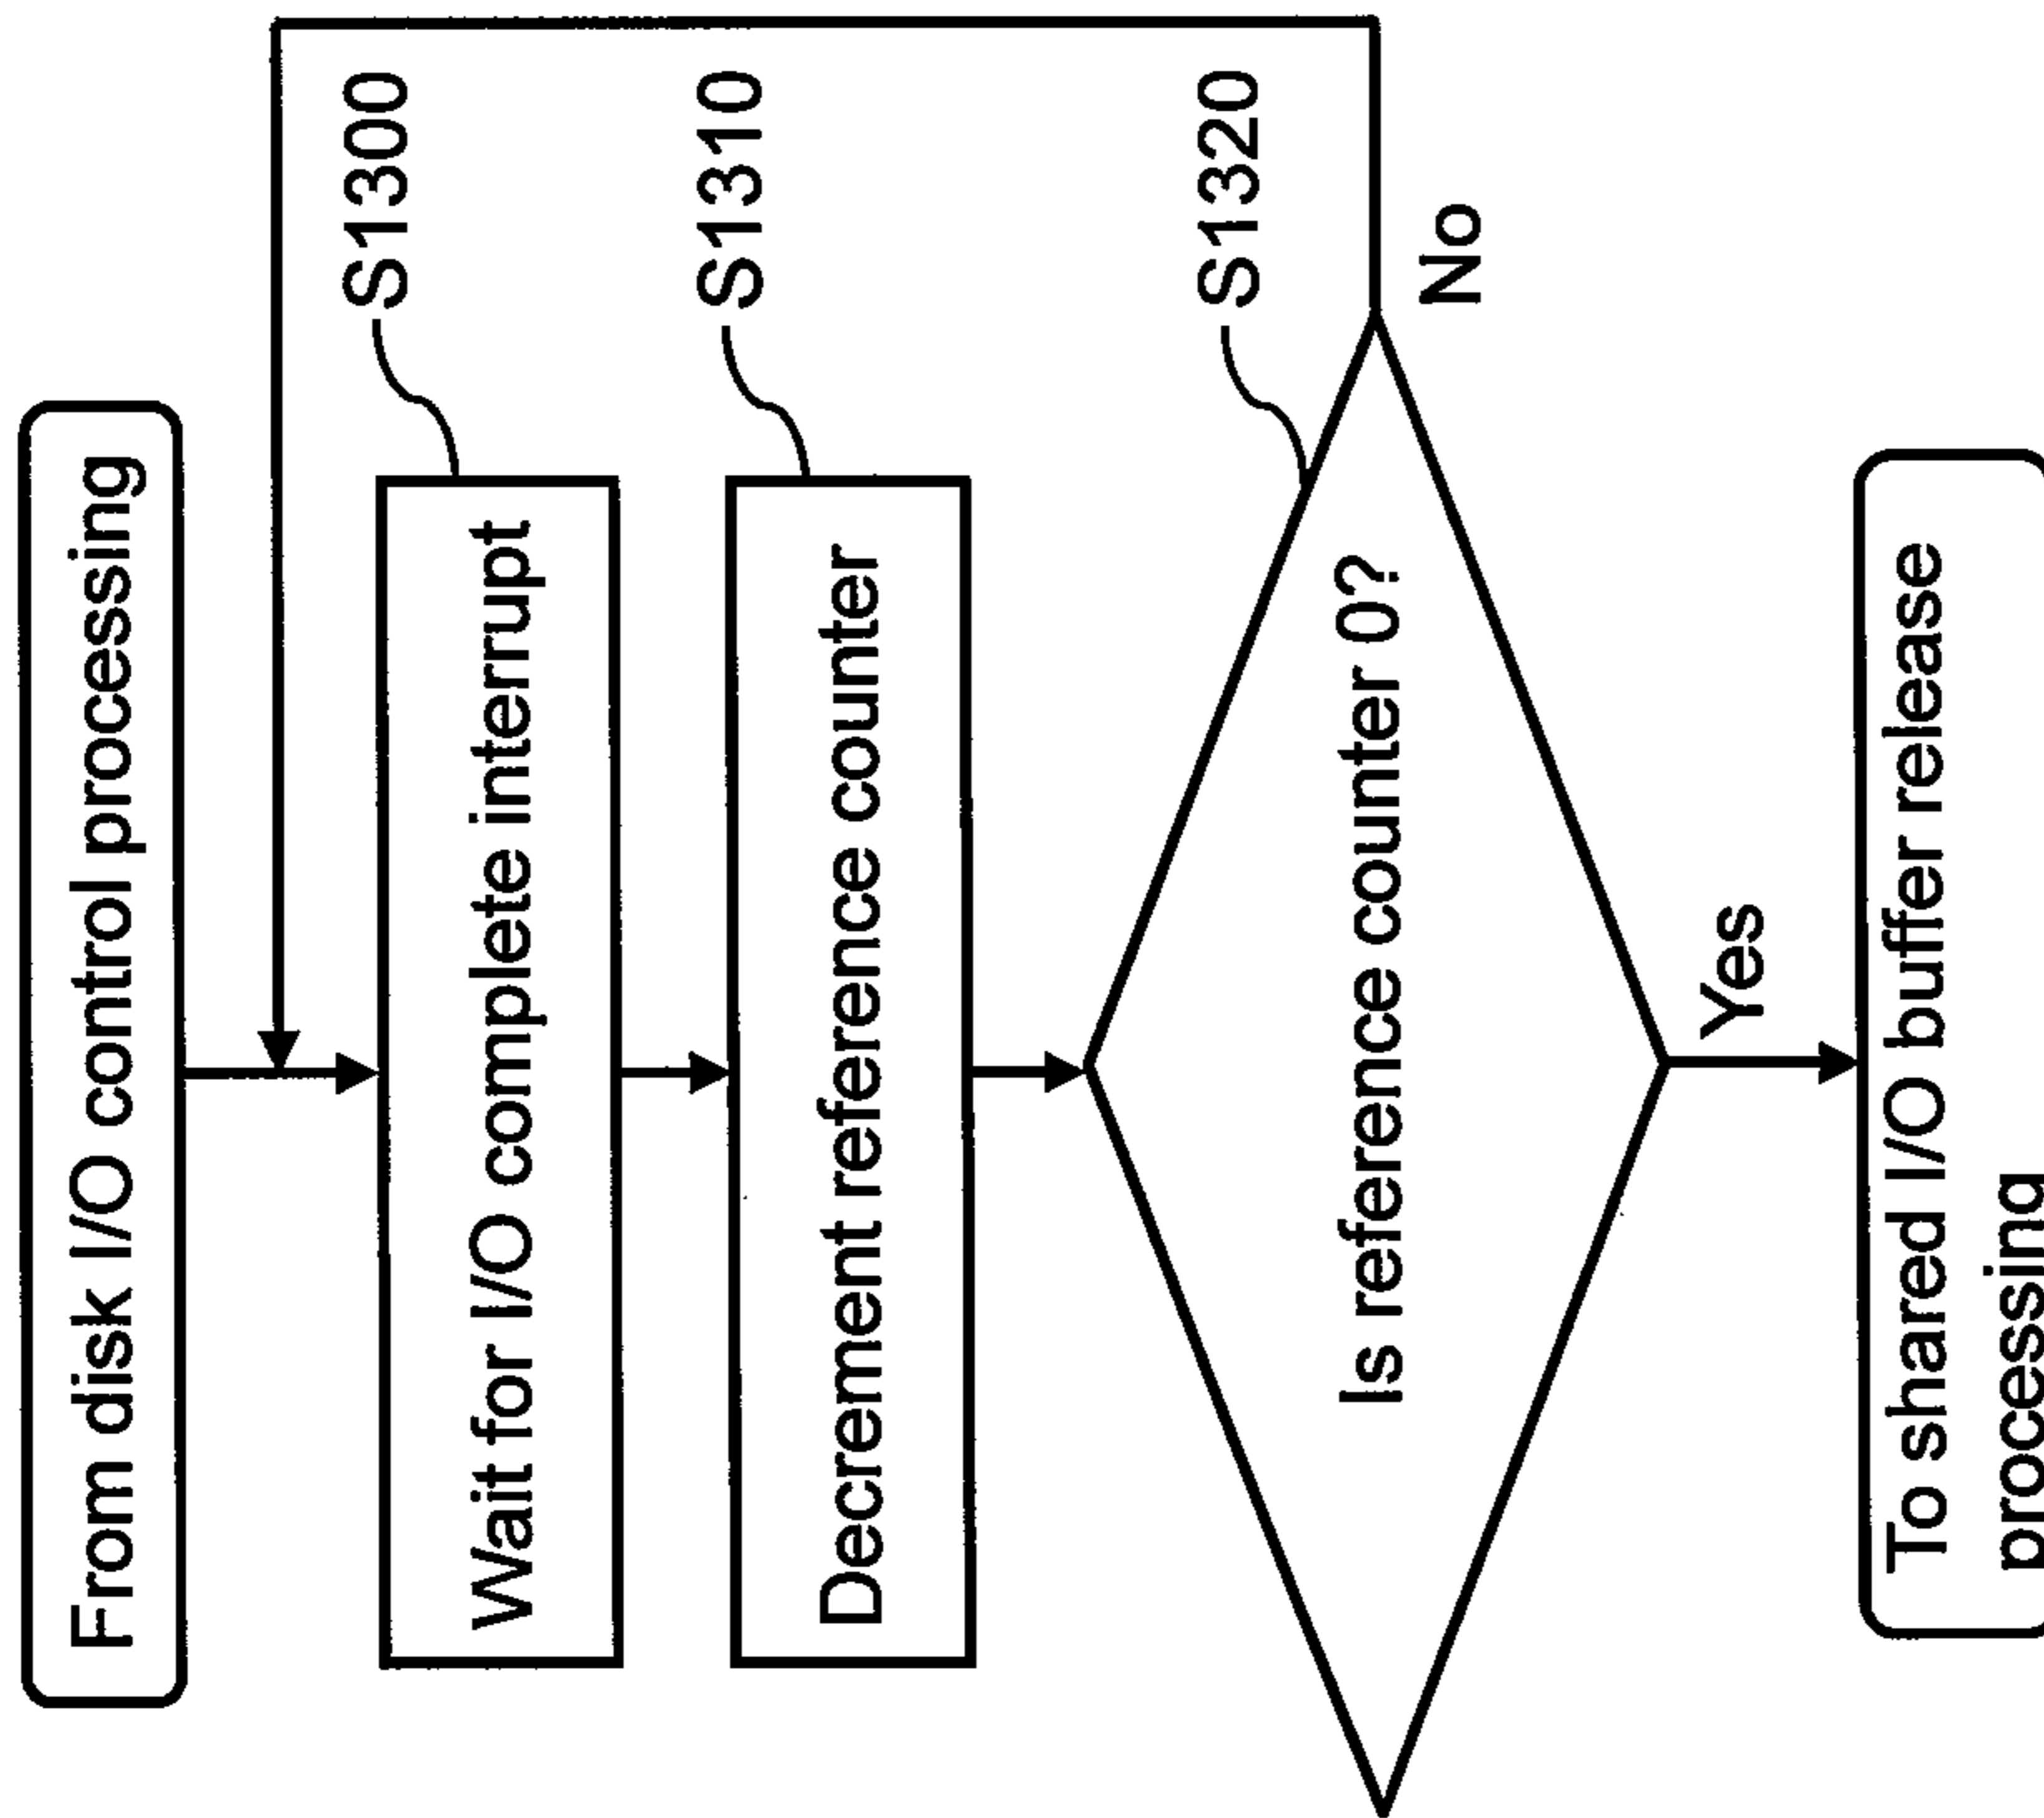 From disk I/O control processing
S1300
Wait for I/O complete interrupt
S1310
Decrement reference counter
S1320
Is reference counter 0?
No
Yes
To shared I/O buffer release
processing